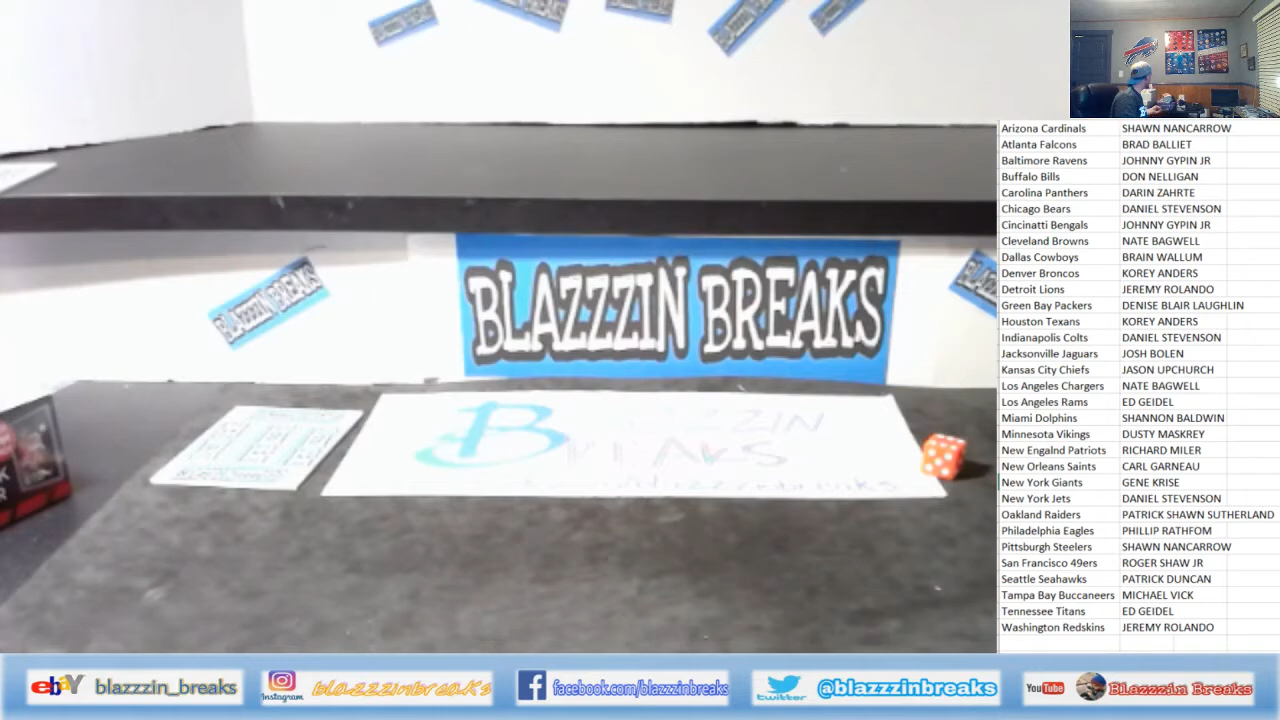 BLAZZZIN BREAKS
BLAZZZIN BREAKS
Arizona Cardinals SHAWN NANCARROW
Atlanta Falcons BRAD BALLIET
Baltimore Ravens JOHNNY GYPIN JR
Buffalo Bills DON NELLIGAN
Carolina Panthers DARIN ZAHRTE
Chicago Bears DANIEL STEVENSON
Cincinatti Bengals JOHNNY GYPIN JR
Cleveland Browns NATE BAGWELL
Dallas Cowboys BRAIN WALLUM
Denver Broncos KOREY ANDERS
Detroit Lions JEREMY ROLANDO
Green Bay Packers DENISE BLAIR LAUGHLIN
Houston Texans KOREY ANDERS
Indianapolis Colts DANIEL STEVENSON
Jacksonville Jaguars JOSH BOLEN
Kansas City Chiefs JASON UPCHURCH
Los Angeles Chargers NATE BAGWELL
Los Angeles Rams ED GEIDEL
Miami Dolphins SHANNON BALDWIN
Minnesota Vikings DUSTY MASKREY
New Engalnd Patriots RICHARD MILER
New Orleans Saints CARL GARNEAU
New York Giants GENE KRISE
New York Jets DANIEL STEVENSON
Oakland Raiders PATRICK SHAWN SUTHERLAND
Philadelphia Eagles PHILLIP RATHFOM
Pittsburgh Steelers SHAWN NANCARROW
San Francisco 49ers ROGER SHAW JR
Seattle Seahawks PATRICK DUNCAN
Tampa Bay Buccaneers MICHAEL VICK
Tennessee Titans ED GEIDEL
Washington Redskins JEREMY ROLANDO
ebay blazzzin_breaks
Instagram blazzzinbreaks
facebook.com/blazzzinbreaks
twitter @blazzzinbreaks
YouTube Blazzzin Breaks